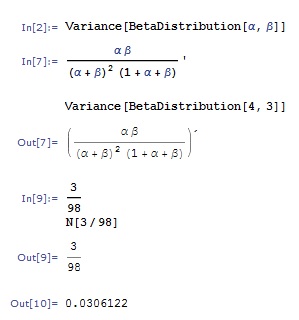 In[2]:= Variance[BetaDistribution[α, β]]
In[7]:= αβ / ((α + β)² (1 + α + β)) '
Variance[BetaDistribution[4, 3]]
Out[7]= (αβ / ((α + β)² (1 + α + β)))′
In[9]:= 3/98
N[3 / 98]
Out[9]= 3/98
Out[10]= 0.0306122